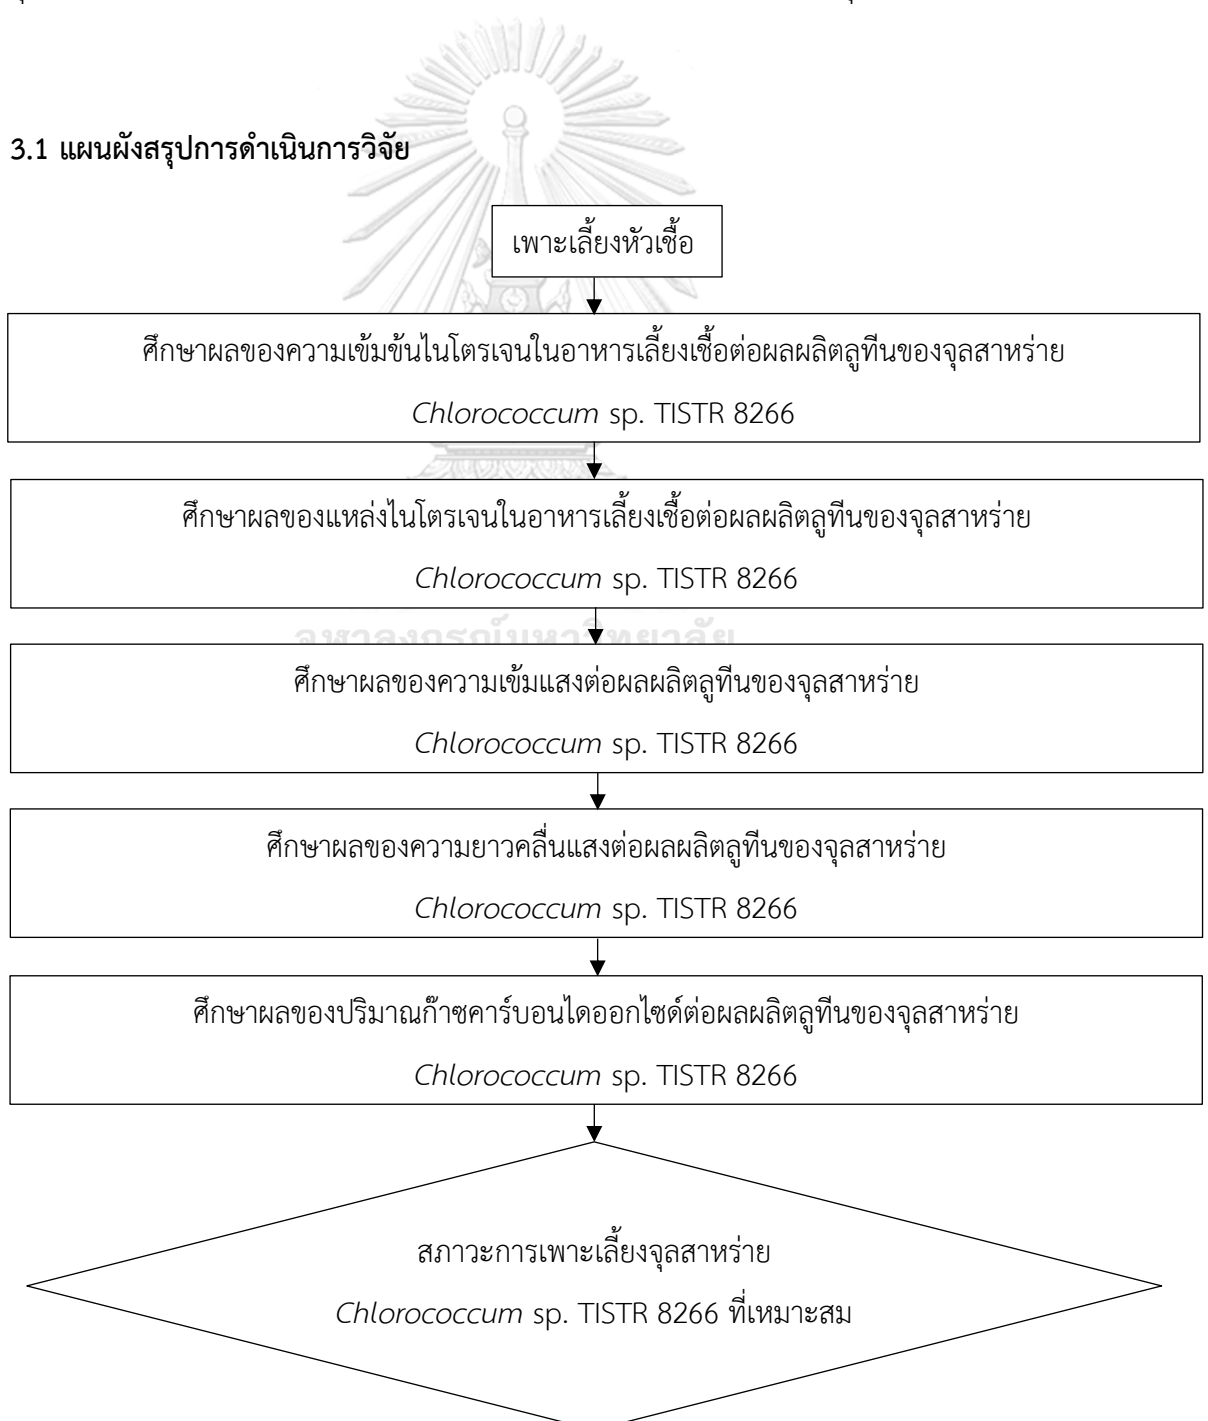 3.1 แผนผังสรุปการดำเนินการวิจัย
เพาะเลี้ยงหัวเชื้อ
ศึกษาผลของความเข้มข้นไนโตรเจนในอาหารเลี้ยงเชื้อต่อผลผลิตลูทีนของจุลสาหร่าย
Chlorococcum sp. TISTR 8266
ศึกษาผลของแหล่งไนโตรเจนในอาหารเลี้ยงเชื้อต่อผลผลิตลูทีนของจุลสาหร่าย
Chlorococcum sp. TISTR 8266
จุฬาลงกรณ์มหาวิทยาลัย
ศึกษาผลของความเข้มแสงต่อผลผลิตลูทีนของจุลสาหร่าย
Chlorococcum sp. TISTR 8266
ศึกษาผลของความยาวคลื่นแสงต่อผลผลิตลูทีนของจุลสาหร่าย
Chlorococcum sp. TISTR 8266
ศึกษาผลของปริมาณก๊าซคาร์บอนไดออกไซด์ต่อผลผลิตลูทีนของจุลสาหร่าย
Chlorococcum sp. TISTR 8266
สภาวะการเพาะเลี้ยงจุลสาหร่าย
Chlorococcum sp. TISTR 8266 ที่เหมาะสม